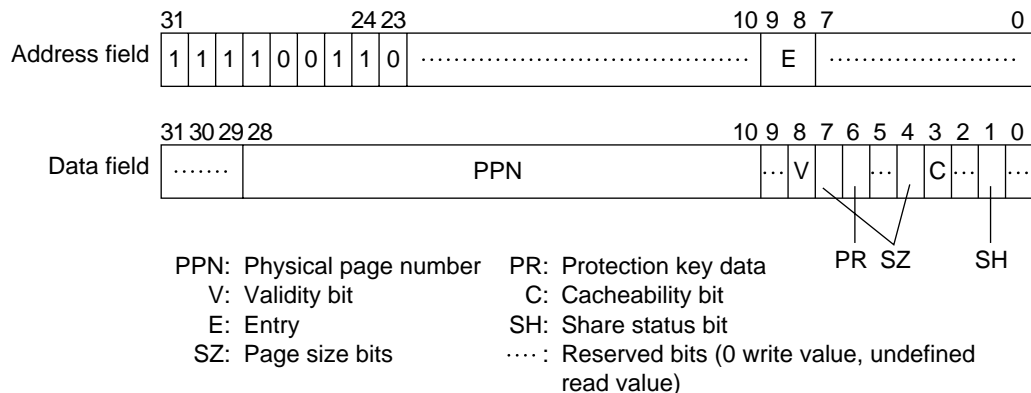 31 24 23 10 9 8 7 0
Address field 1 1 1 1 0 0 1 1 0 ···················································· E ································
31 30 29 28 10 9 8 7 6 5 4 3 2 1 0
Data field ······· PPN ··· V ··· C ··· ···
PR SZ SH
PPN: Physical page number PR: Protection key data
V: Validity bit C: Cacheability bit
E: Entry SH: Share status bit
SZ: Page size bits ····: Reserved bits (0 write value, undefined
read value)